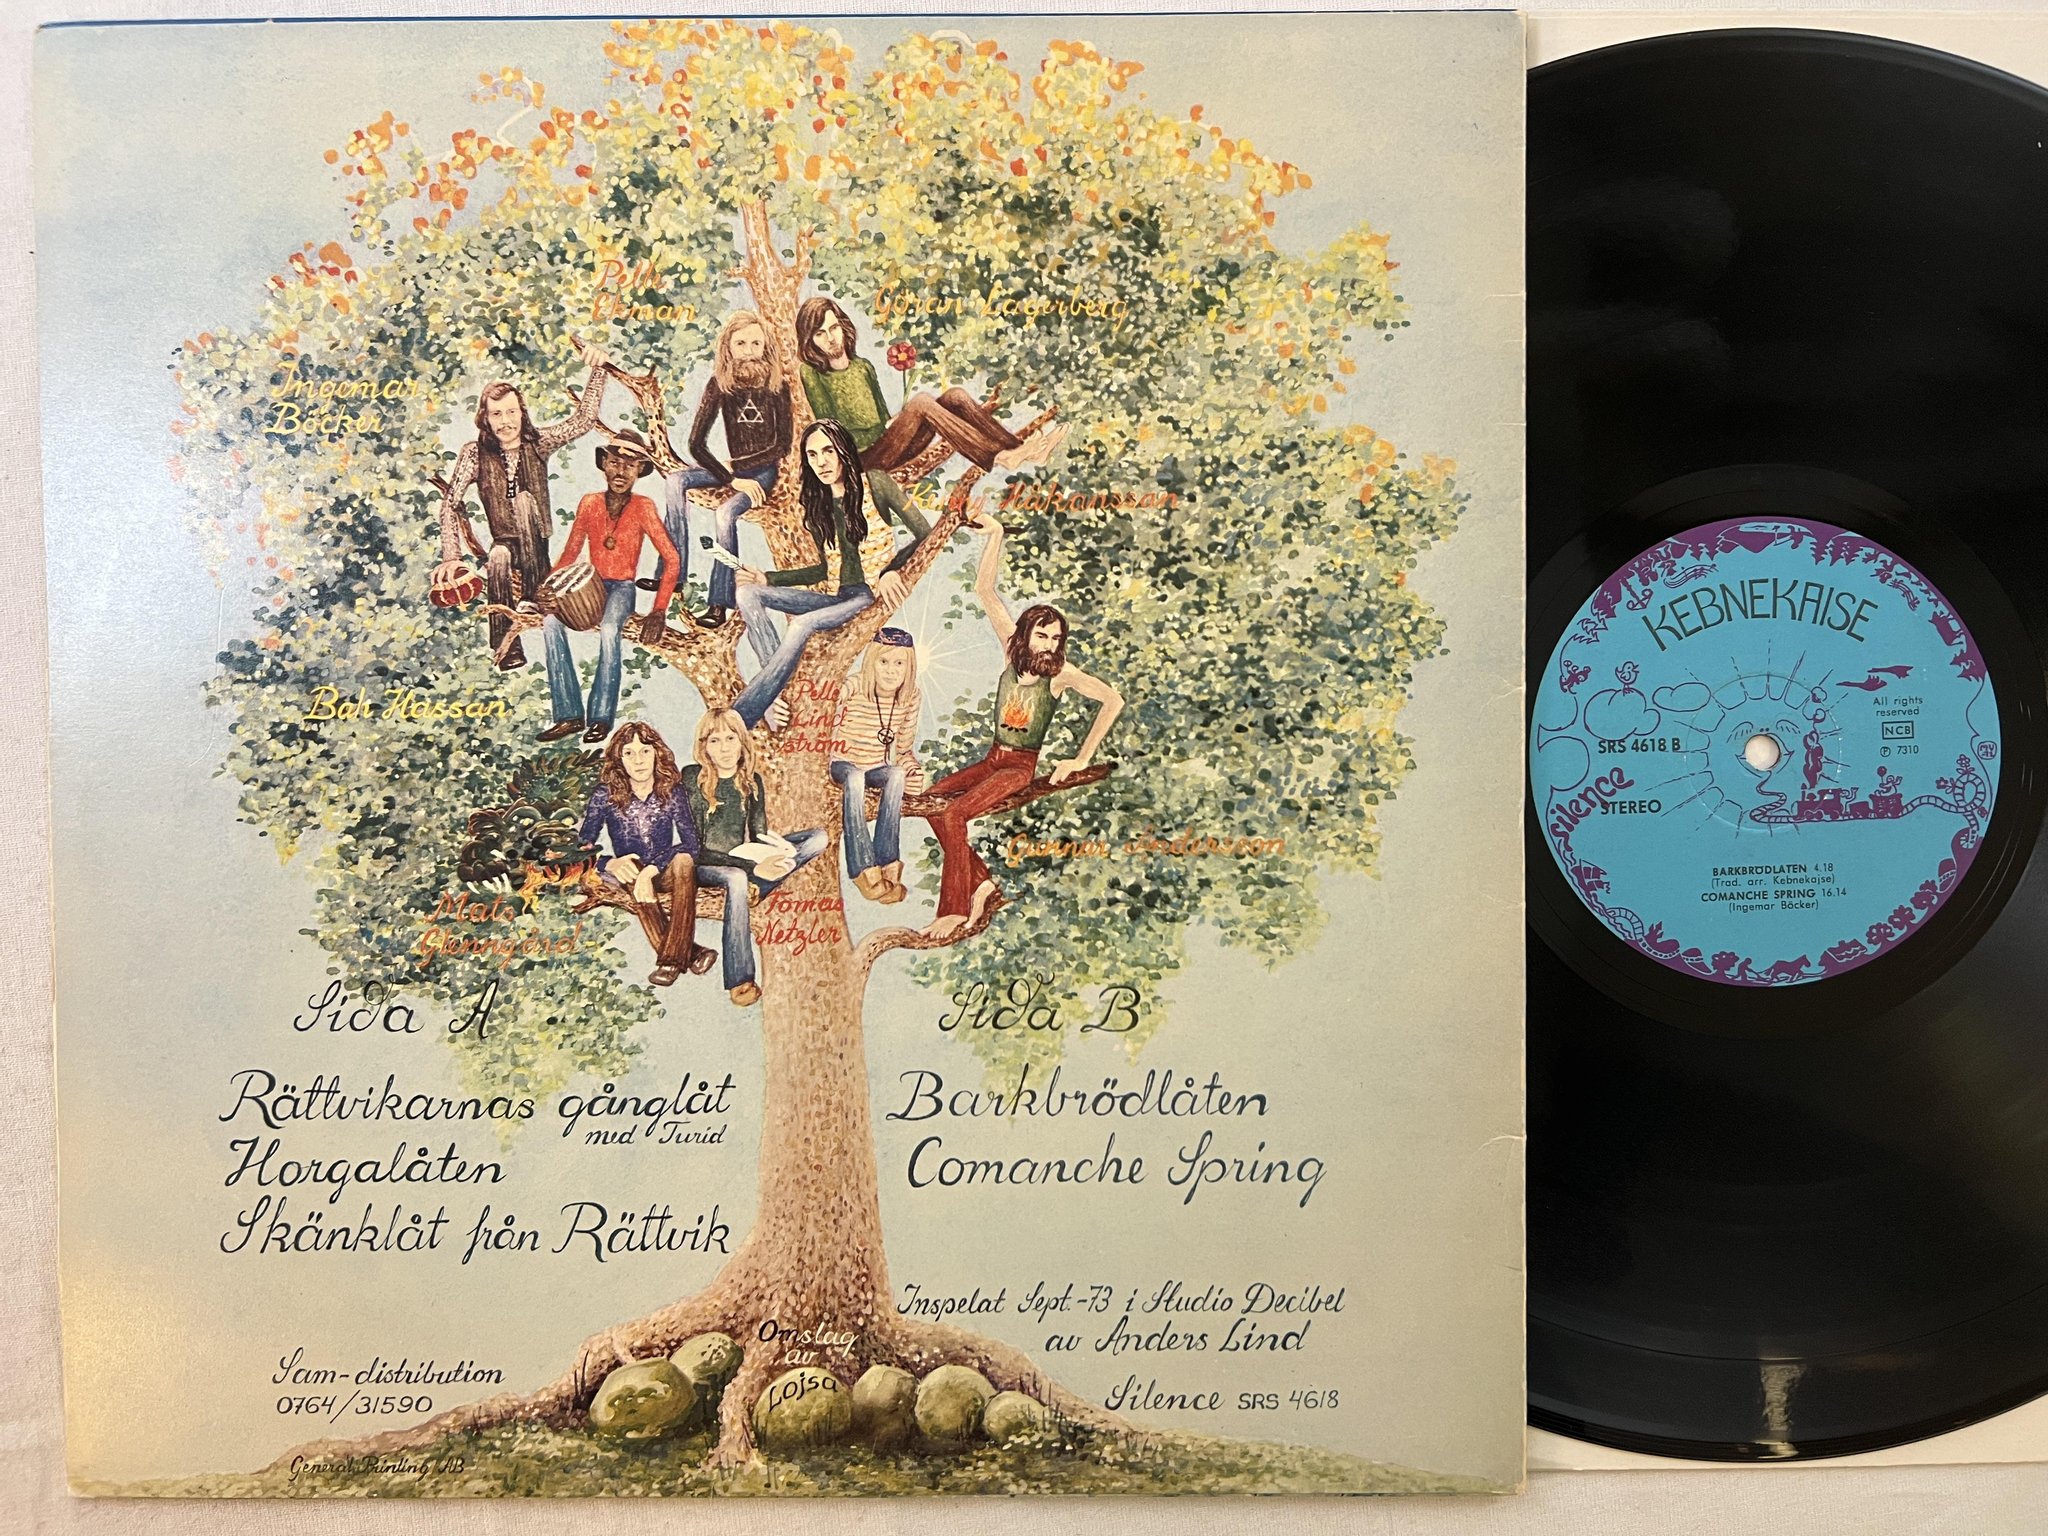 Pelle
Ekman
Göran Lagerberg
Ingemar
Böcker
Kenny Håkanssan
Bah Hassan
Pelle
Lind
ström
Gunnar Andersson
Mats
Glenngård
Tomas
Netzler
Sida A
Rättvikarnas gånglåt
med Turid
Horgalåten
Skänklåt från Rättvik
Sida B
Barkbrödlåten
Comanche Spring
Inspelat Sept.-73 i Studio Decibel
av Anders Lind
Silence SRS 4618
Sam-distribution
0764/31590
Omslag
av
Lojsa
General Printing AB
KEBNEKAISE
All rights
reserved
NCB
℗ 7310
SRS 4618 B
STEREO
Silence
BARKBRÖDLATEN 4.18
(Trad. arr. Kebnekajse)
COMANCHE SPRING 16.14
(Ingemar Böcker)